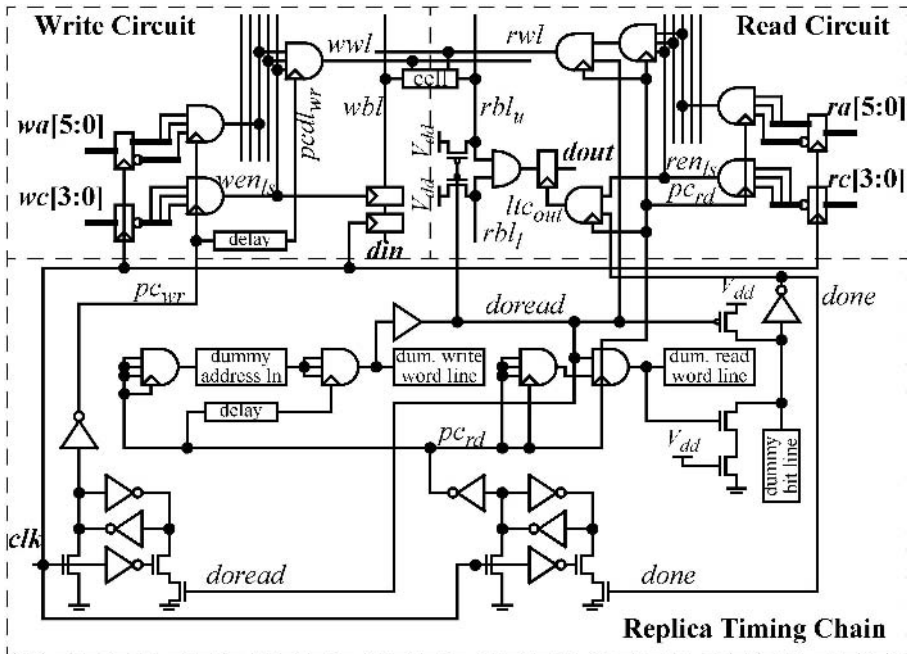 Write Circuit
Read Circuit
wwl
rwl
cell
wbl
rbl_u
pcdl_wr
wa[5:0]
ra[5:0]
V_dd
dout
ren_ls
wc[3:0]
wen_ls
V_dd
ltc_out
pc_rd
rc[3:0]
delay
din
rbl_l
pc_wr
doread
V_dd
done
dummy address ln
dum. write word line
dum. read word line
delay
pc_rd
V_dd
dummy bit line
clk
doread
done
Replica Timing Chain